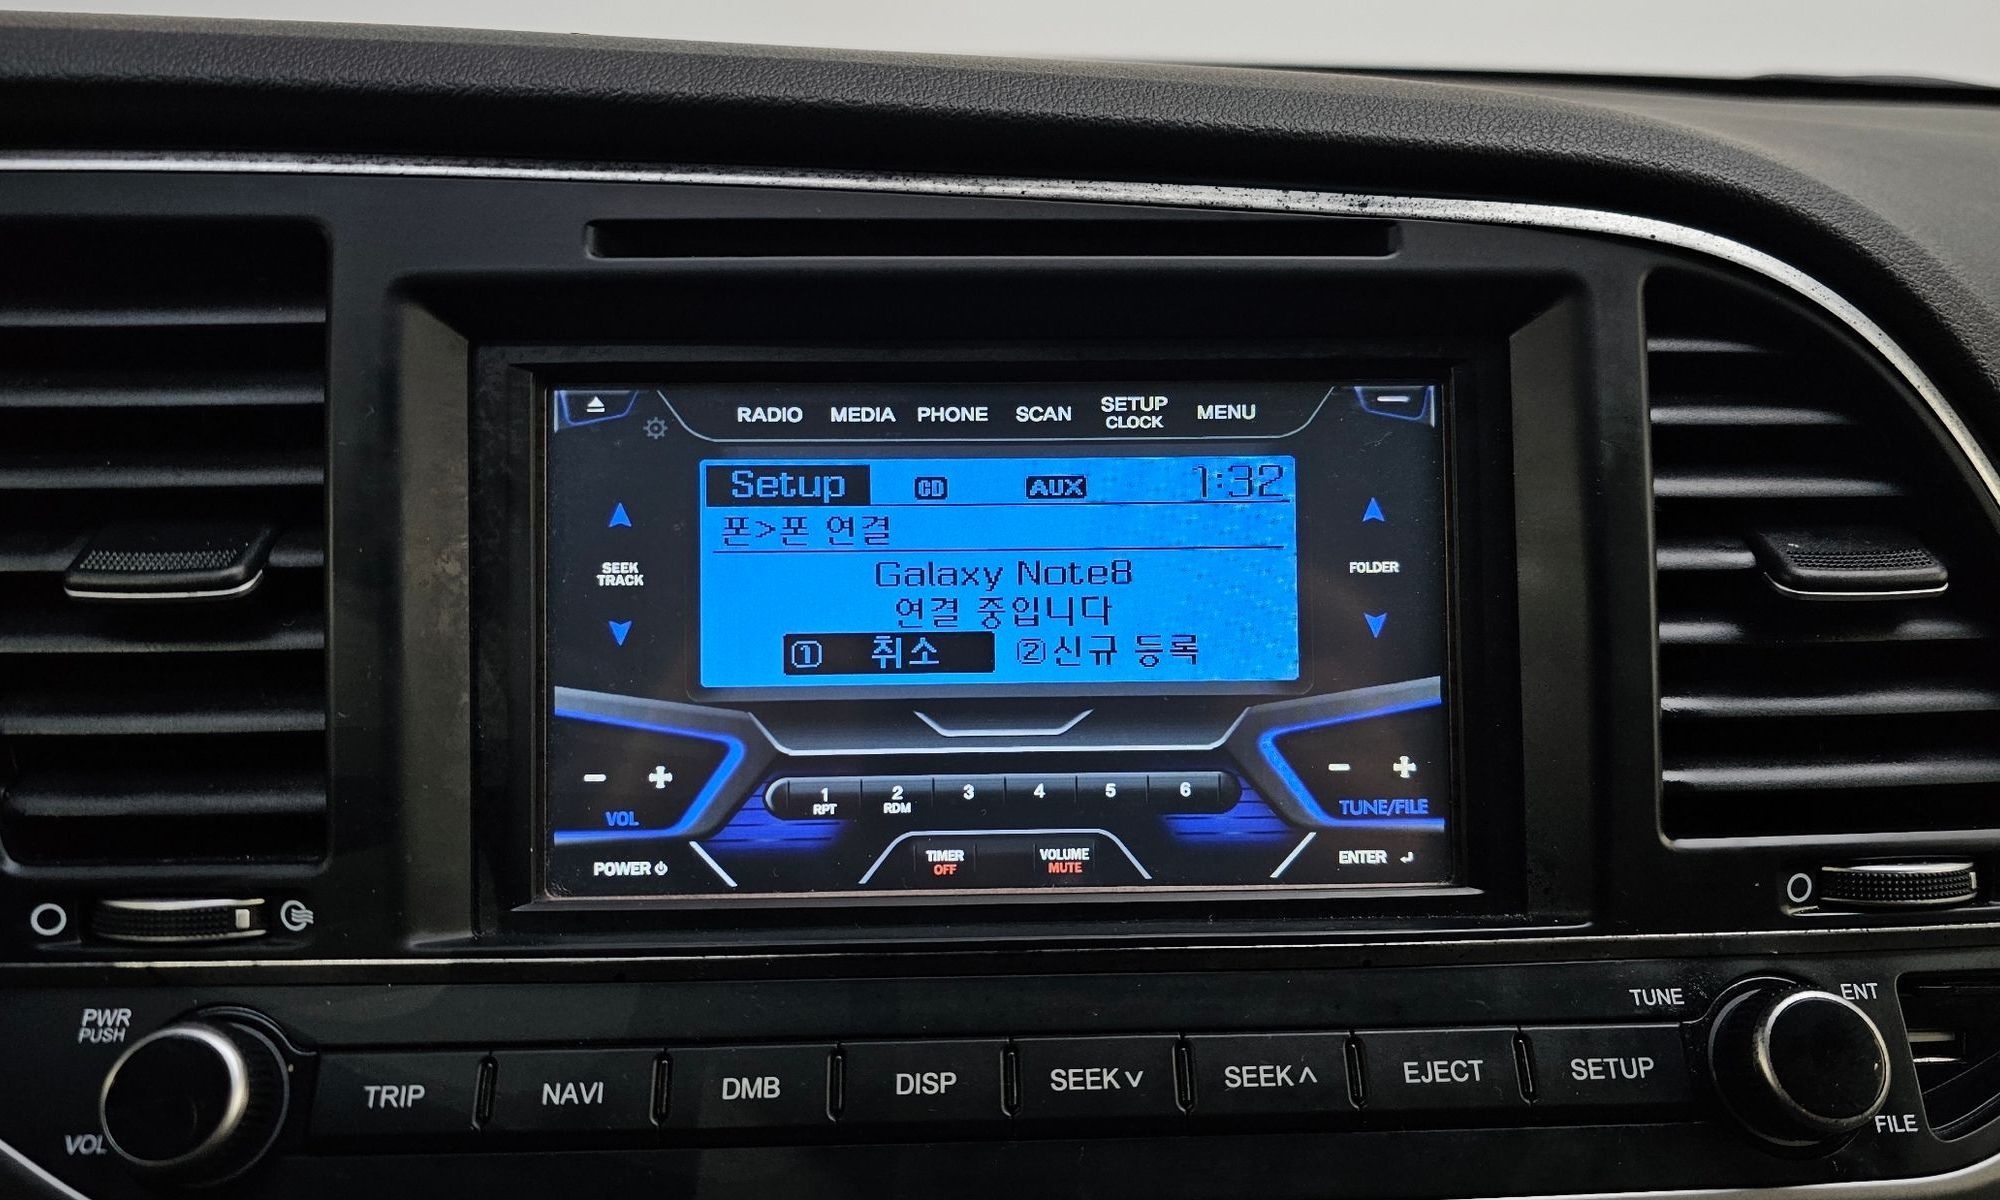 RADIO MEDIA PHONE SCAN SETUP CLOCK MENU
Setup CD AUX 1:32
폰>폰 연결
Galaxy Note8
연결 중입니다
① 취소 ②신규 등록
SEEK
TRACK
FOLDER
1 2 3 4 5 6
RPT RDM
VOL
TUNE/FILE
POWER
TIMER
OFF
VOLUME
MUTE
ENTER
PWR
PUSH
VOL
TRIP NAVI DMB DISP SEEK∨ SEEK∧ EJECT SETUP
TUNE
ENT
FILE